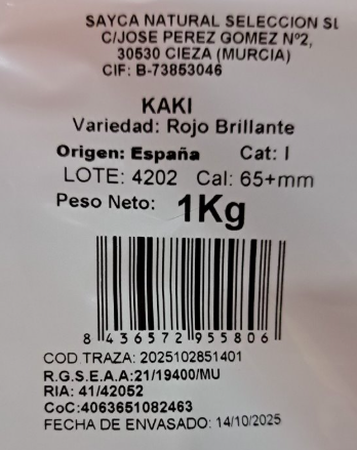 SAYCA NATURAL SELECCION SL
C/JOSE PEREZ GOMEZ Nº2,
30530 CIEZA (MURCIA)
CIF: B-73853046
KAKI
Variedad: Rojo Brillante
Origen: España Cat: I
LOTE: 4202 Cal: 65+mm
Peso Neto: 1Kg
8 436572 955806
COD.TRAZA: 2025102851401
R.G.S.E.A.A:21/19400/MU
RIA: 41/42052
CoC:4063651082463
FECHA DE ENVASADO: 14/10/2025